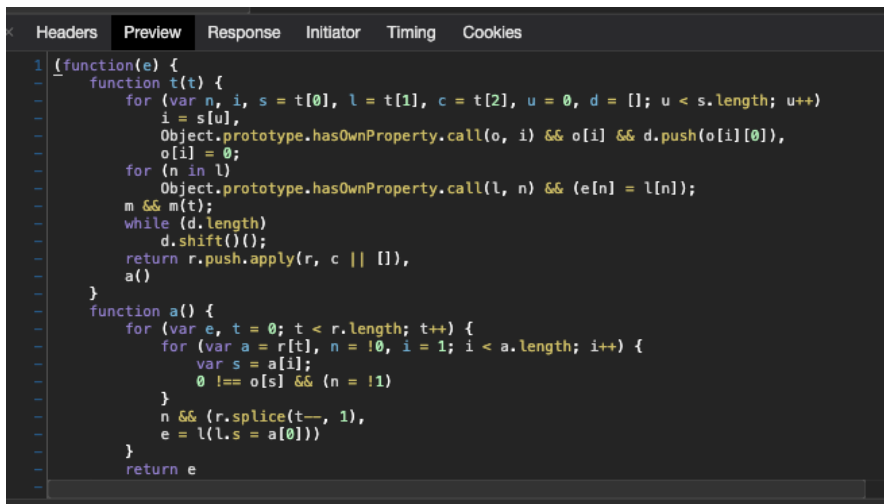 × Headers Preview Response Initiator Timing Cookies
1 (function(e) {
– function t(t) {
– for (var n, i, s = t[0], l = t[1], c = t[2], u = 0, d = []; u < s.length; u++)
– i = s[u],
– Object.prototype.hasOwnProperty.call(o, i) && o[i] && d.push(o[i][0]),
– o[i] = 0;
– for (n in l)
– Object.prototype.hasOwnProperty.call(l, n) && (e[n] = l[n]);
– m && m(t);
– while (d.length)
– d.shift()();
– return r.push.apply(r, c || []),
– a()
– }
– function a() {
– for (var e, t = 0; t < r.length; t++) {
– for (var a = r[t], n = !0, i = 1; i < a.length; i++) {
– var s = a[i];
– 0 !== o[s] && (n = !1)
– }
– n && (r.splice(t--, 1),
– e = l(l.s = a[0]))
– }
– return e
–